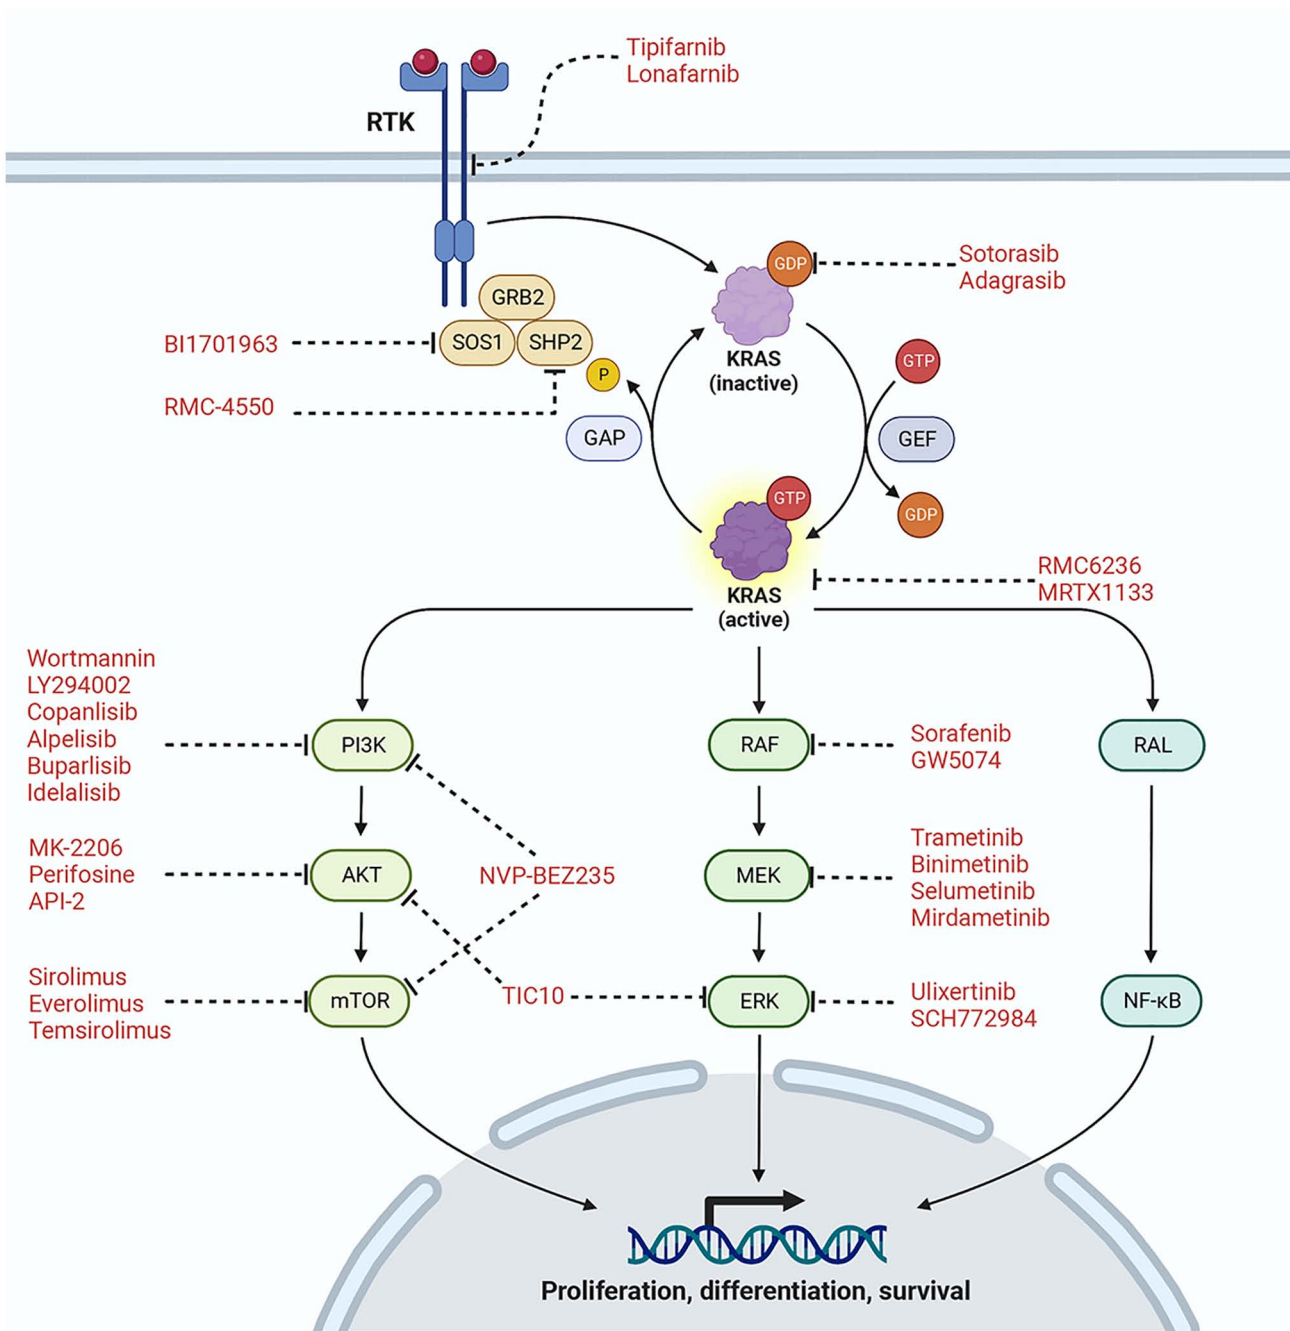 Tipifarnib
Lonafarnib
RTK
GDP
Sotorasib
Adagrasib
GRB2
SOS1
SHP2
BI1701963
P
KRAS
(inactive)
GTP
RMC-4550
GAP
GEF
GTP
GDP
RMC6236
MRTX1133
KRAS
(active)
Wortmannin
LY294002
Copanlisib
Alpelisib
Buparlisib
Idelalisib
PI3K
RAF
Sorafenib
GW5074
RAL
MK-2206
Perifosine
API-2
AKT
NVP-BEZ235
MEK
Trametinib
Binimetinib
Selumetinib
Mirdametinib
Sirolimus
Everolimus
Temsirolimus
mTOR
TIC10
ERK
Ulixertinib
SCH772984
NF-κB
Proliferation, differentiation, survival